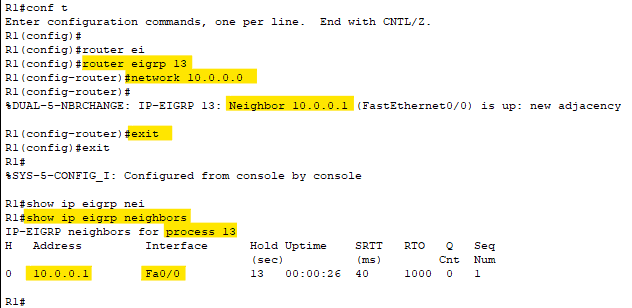 R1#conf t
Enter configuration commands, one per line.  End with CNTL/Z.
R1(config)#
R1(config)#router ei
R1(config)#router eigrp 13
R1(config-router)#network 10.0.0.0
R1(config-router)#
%DUAL-5-NBRCHANGE: IP-EIGRP 13: Neighbor 10.0.0.1 (FastEthernet0/0) is up: new adjacency
R1(config-router)#exit
R1(config)#exit
R1#
%SYS-5-CONFIG_I: Configured from console by console
R1#show ip eigrp nei
R1#show ip eigrp neighbors
IP-EIGRP neighbors for process 13
H   Address         Interface      Hold Uptime    SRTT   RTO   Q   Seq
                                   (sec)          (ms)        Cnt  Num
0   10.0.0.1        Fa0/0          13   00:00:26  40     1000  0   1
R1#